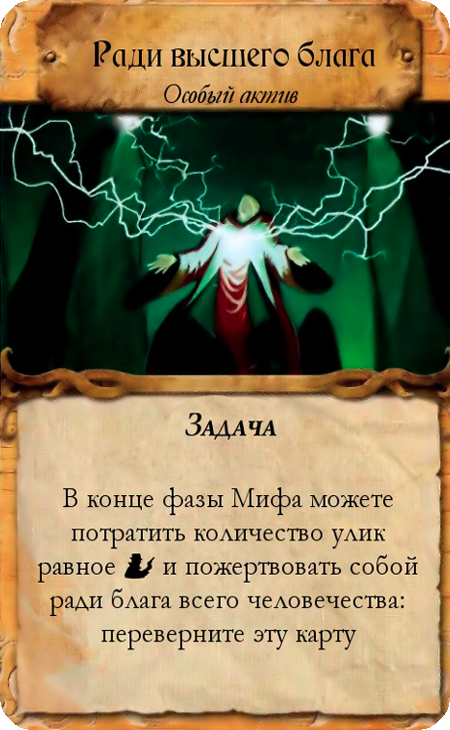 Ради высшего блага
Особый актив
Задача
В конце фазы Мифа можете
потратить количество улик
равное и пожертвовать собой
ради блага всего человечества:
переверните эту карту